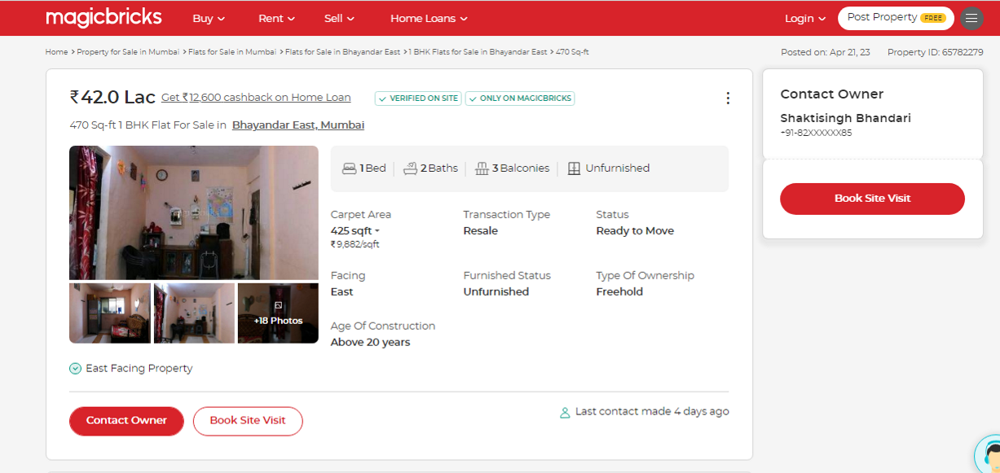 magicbricks Buy Rent Sell Home Loans Login Post Property FREE
Home > Property for Sale in Mumbai > Flats for Sale in Mumbai > Flats for Sale in Bhayandar East > 1 BHK Flats for Sale in Bhayandar East > 470 Sq-ft Posted on: Apr 21, 23 Property ID: 65782279
₹42.0 Lac Get ₹12,600 cashback on Home Loan VERIFIED ON SITE ONLY ON MAGICBRICKS
470 Sq-ft 1 BHK Flat For Sale in Bhayandar East, Mumbai
1 Bed 2 Baths 3 Balconies Unfurnished
Carpet Area Transaction Type Status
425 sqft Resale Ready to Move
₹9,882/sqft
Facing Furnished Status Type Of Ownership
East Unfurnished Freehold
+18 Photos
Age Of Construction
Above 20 years
East Facing Property
Contact Owner Book Site Visit Last contact made 4 days ago
Contact Owner
Shaktisingh Bhandari
+91-82XXXXXX85
Book Site Visit